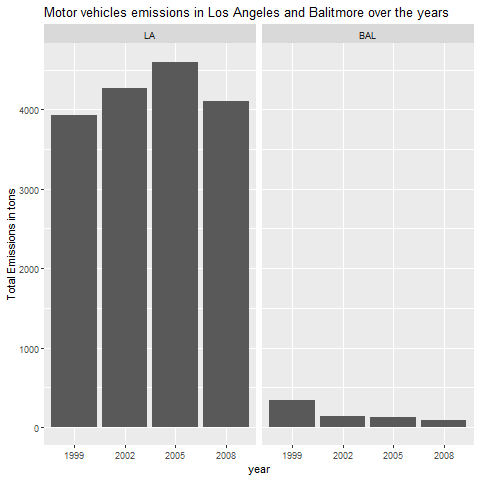 Motor vehicles emissions in Los Angeles and Balitmore over the years
LA
BAL
Total Emissions in tons
4000
3000
2000
1000
0
1999
2002
2005
2008
1999
2002
2005
2008
year